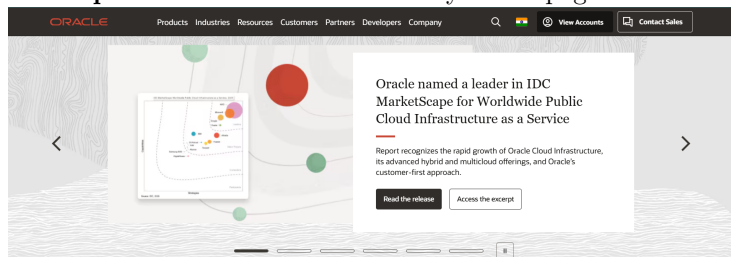 ORACLE
Products Industries Resources Customers Partners Developers Company
View Accounts
Contact Sales
Oracle named a leader in IDC
MarketScape for Worldwide Public
Cloud Infrastructure as a Service
Report recognizes the rapid growth of Oracle Cloud Infrastructure,
its advanced hybrid and multicloud offerings, and Oracle's
customer-first approach.
Read the release
Access the excerpt